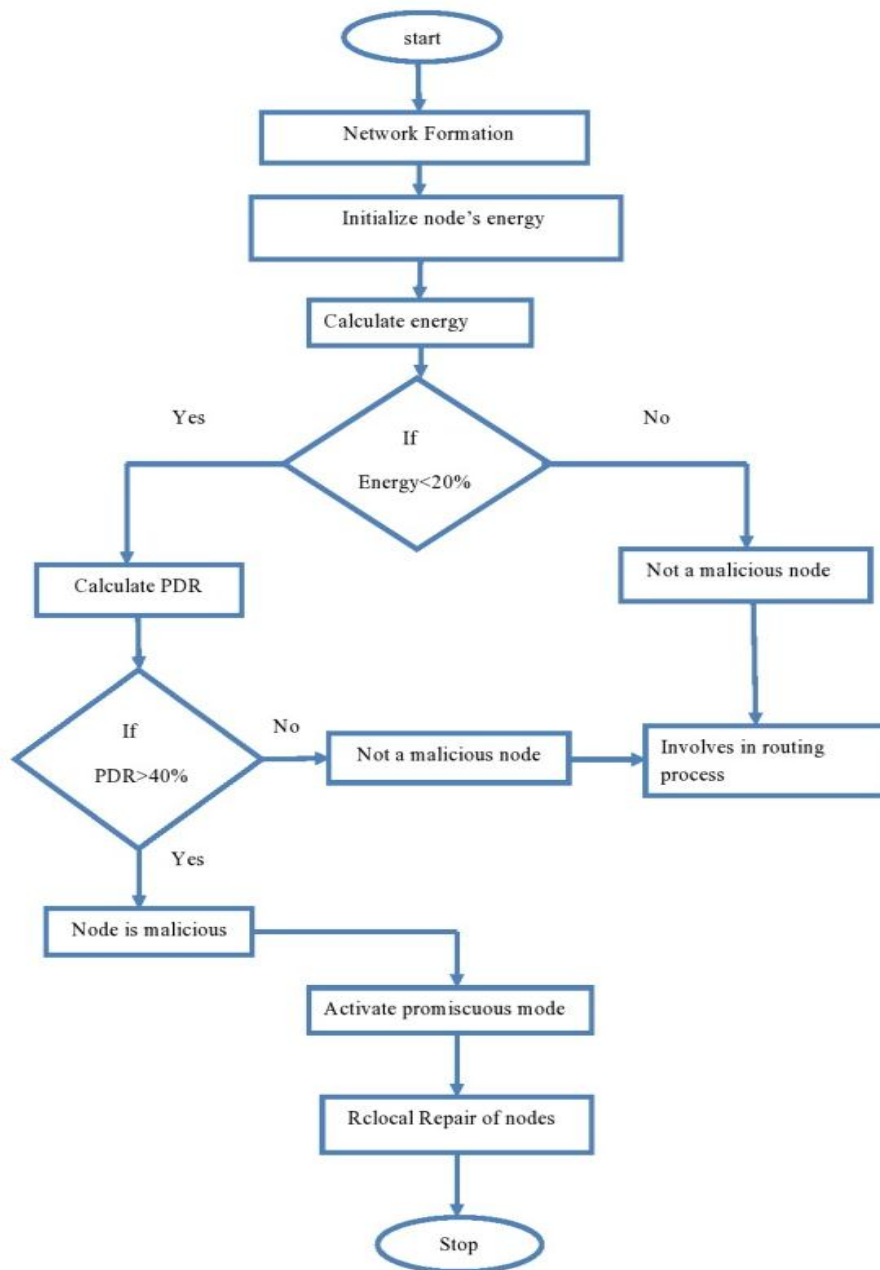 start
Network Formation
Initialize node's energy
Calculate energy
Yes
No
If
Energy<20%
Calculate PDR
Not a malicious node
If
PDR>40%
No
Not a malicious node
Involves in routing
process
Yes
Node is malicious
Activate promiscuous mode
Rclocal Repair of nodes
Stop